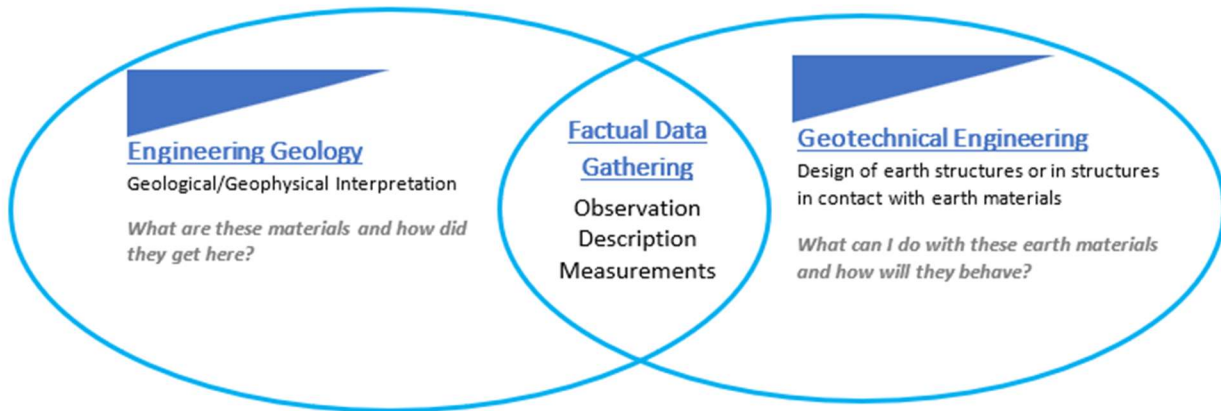 Engineering Geology
Geological/Geophysical Interpretation
What are these materials and how did
they get here?
Factual Data
Gathering
Observation
Description
Measurements
Geotechnical Engineering
Design of earth structures or in structures
in contact with earth materials
What can I do with these earth materials
and how will they behave?